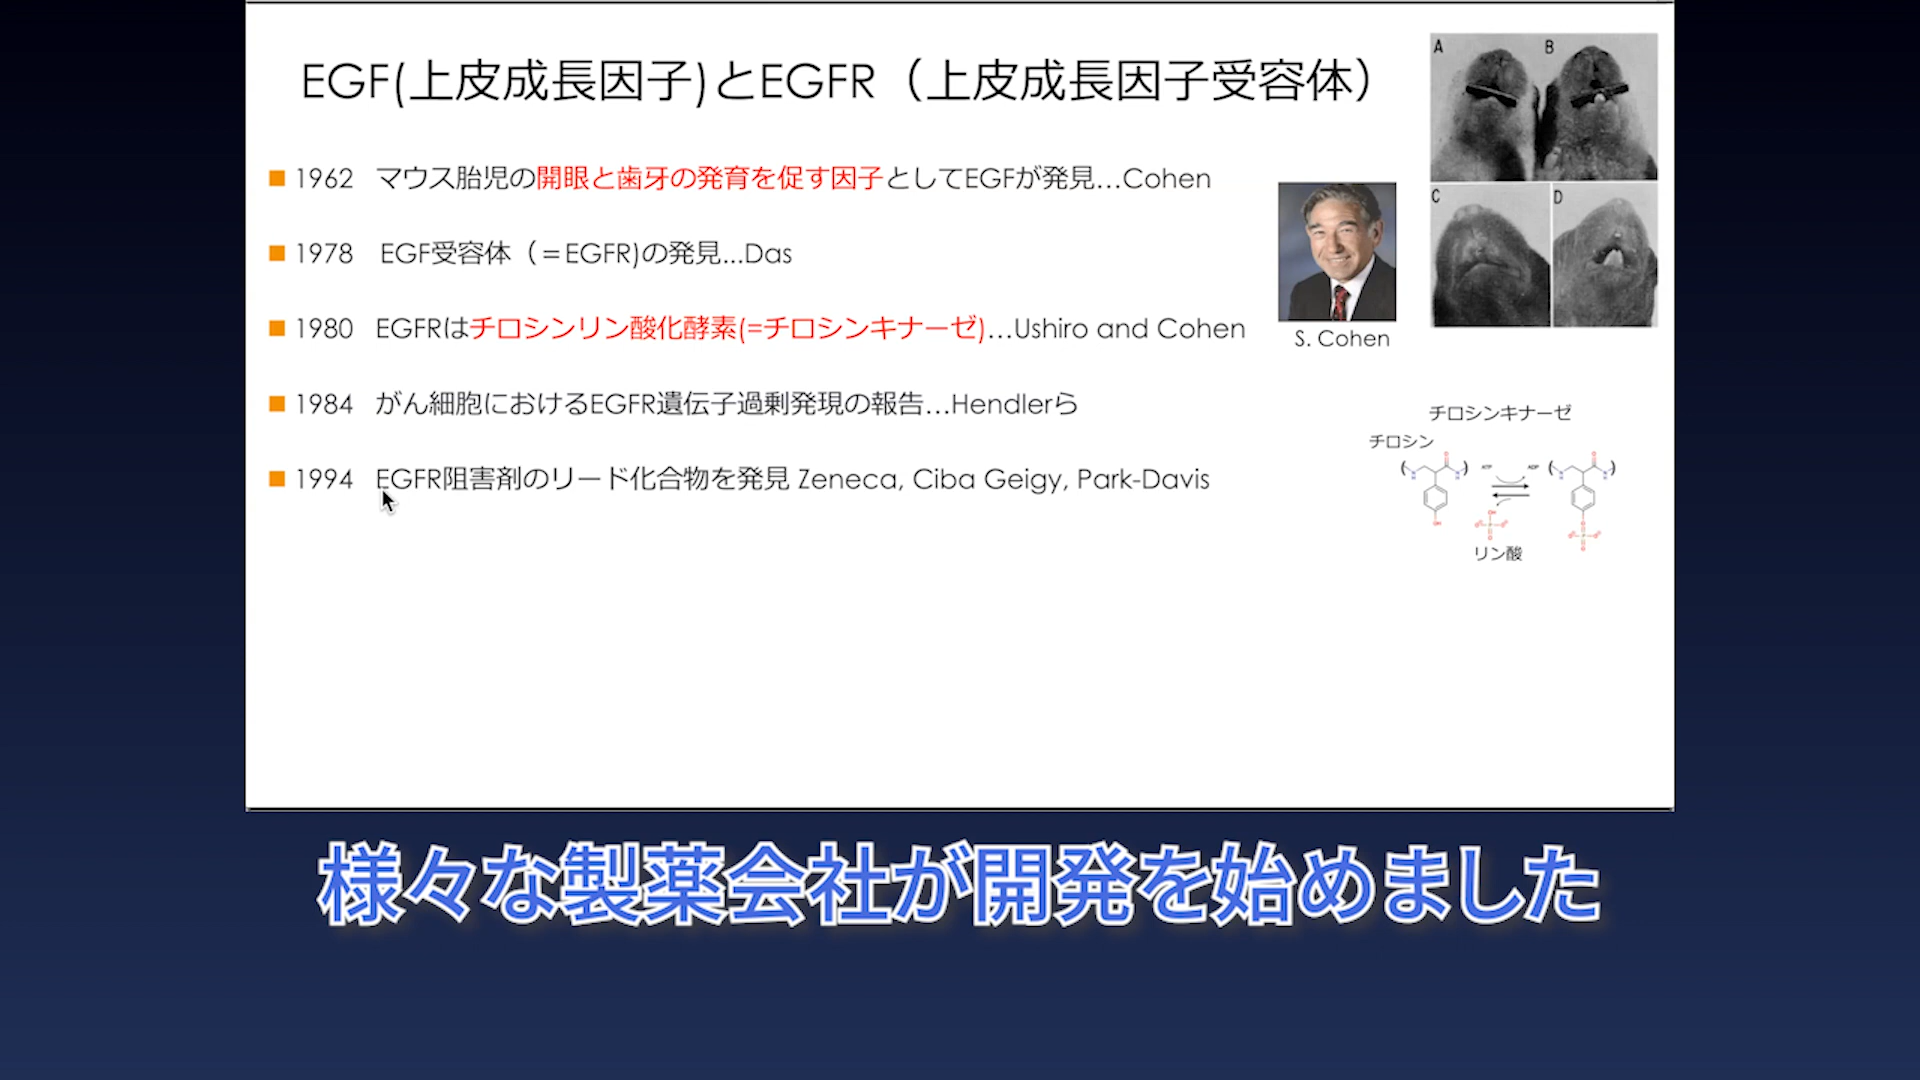 EGF(上皮成長因子)とEGFR（上皮成長因子受容体）
A
B
C
D
1962 マウス胎児の開眼と歯牙の発育を促す因子としてEGFが発見…Cohen
1978 EGF受容体（＝EGFR)の発見...Das
1980 EGFRはチロシンリン酸化酵素(=チロシンキナーゼ)…Ushiro and Cohen
S. Cohen
1984 がん細胞におけるEGFR遺伝子過剰発現の報告…Hendlerら
1994 EGFR阻害剤のリード化合物を発見 Zeneca, Ciba Geigy, Park-Davis
チロシンキナーゼ
チロシン
ATP
ADP
リン酸
様々な製薬会社が開発を始めました